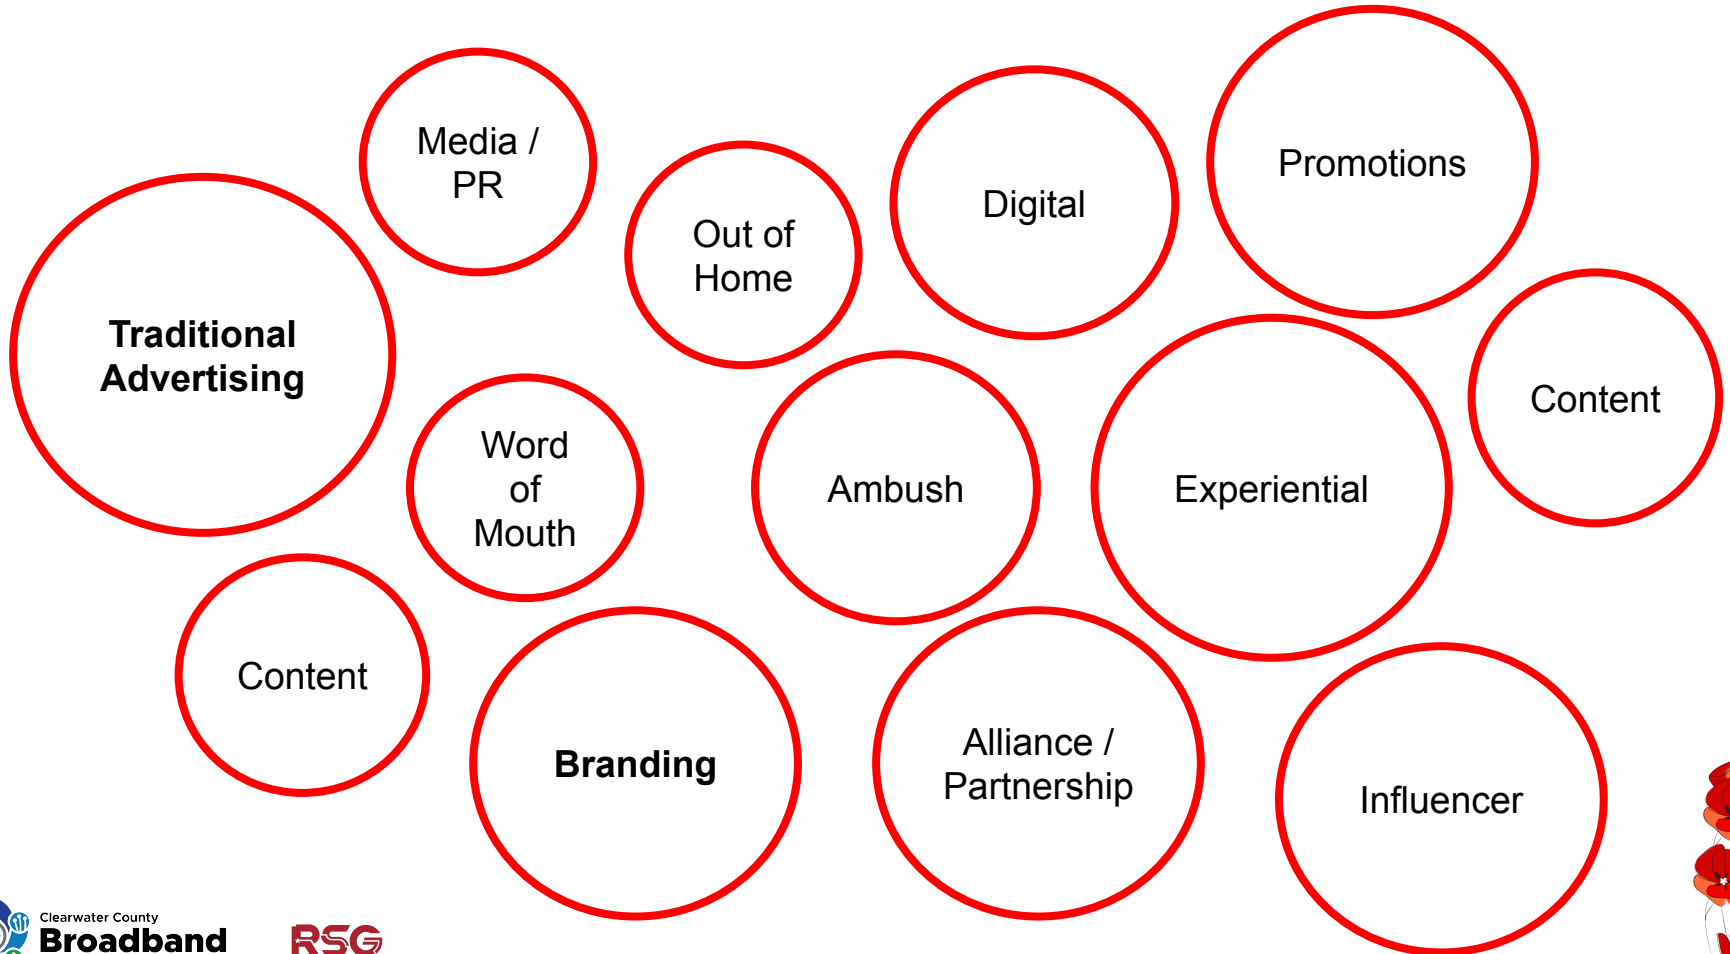 Media /
PR
Out of
Home
Digital
Promotions
Traditional
Advertising
Word
of
Mouth
Ambush
Experiential
Content
Content
Branding
Alliance /
Partnership
Influencer
Clearwater County
Broadband
RSG